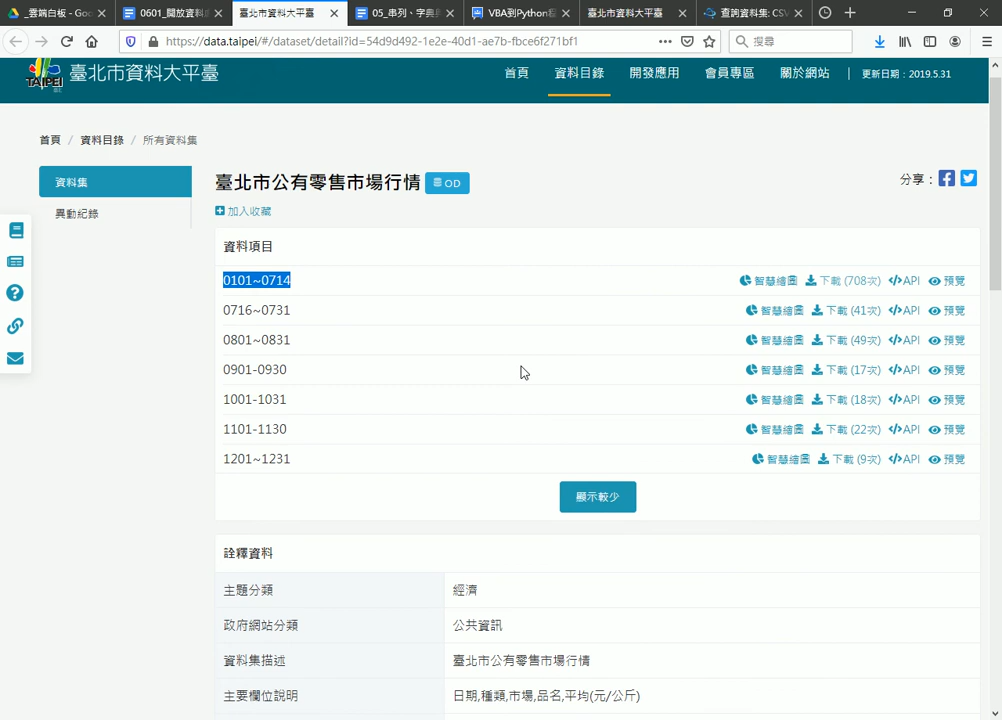 _雲端白板 - Goo
0601_開放資料
臺北市資料大平臺
05_串列、字典
VBA到Python
臺北市資料大平臺
查詢資料集: CSV
https://data.taipei/#/dataset/detail?id=54d9d492-1e2e-40d1-ae7b-fbce6f271bf1
搜尋
TAIPEI
臺北市資料大平臺
首頁
資料目錄
開發應用
會員專區
關於網站
更新日期：2019.5.31
首頁 / 資料目錄 / 所有資料集
資料集
異動紀錄
臺北市公有零售市場行情
OD
分享：
加入收藏
資料項目
0101~0714 智慧繪圖 下載 (708次) </>API 預覽
0716~0731 智慧繪圖 下載 (41次) </>API 預覽
0801~0831 智慧繪圖 下載 (49次) </>API 預覽
0901-0930 智慧繪圖 下載 (17次) </>API 預覽
1001-1031 智慧繪圖 下載 (18次) </>API 預覽
1101-1130 智慧繪圖 下載 (22次) </>API 預覽
1201~1231 智慧繪圖 下載 (9次) </>API 預覽
顯示較少
詮釋資料
主題分類 經濟
政府網站分類 公共資訊
資料集描述 臺北市公有零售市場行情
主要欄位說明 日期,種類,市場,品名,平均(元/公斤)